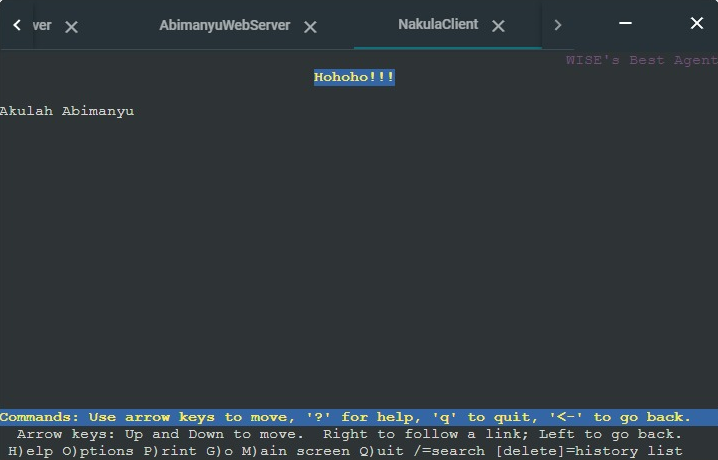 ver
AbimanyuWebServer
NakulaClient
WISE's Best Agent
Hohoho!!!
Akulah Abimanyu
Commands: Use arrow keys to move, '?' for help, 'q' to quit, '<-' to go back.
Arrow keys: Up and Down to move.  Right to follow a link; Left to go back.
H)elp O)ptions P)rint G)o M)ain screen Q)uit /=search [delete]=history list